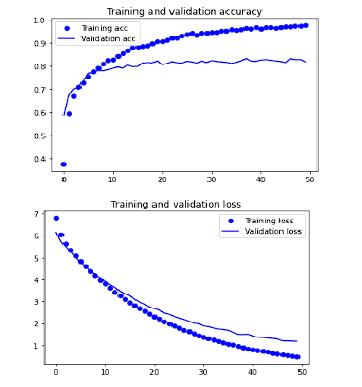 Training and validation accuracy
1.0
Training acc
Validation acc
0.9
0.8
0.7
0.6
0.5
0.4
0 10 20 30 40 50
Training and validation loss
7
Training loss
Validation loss
6
5
4
3
2
1
0 10 20 30 40 50